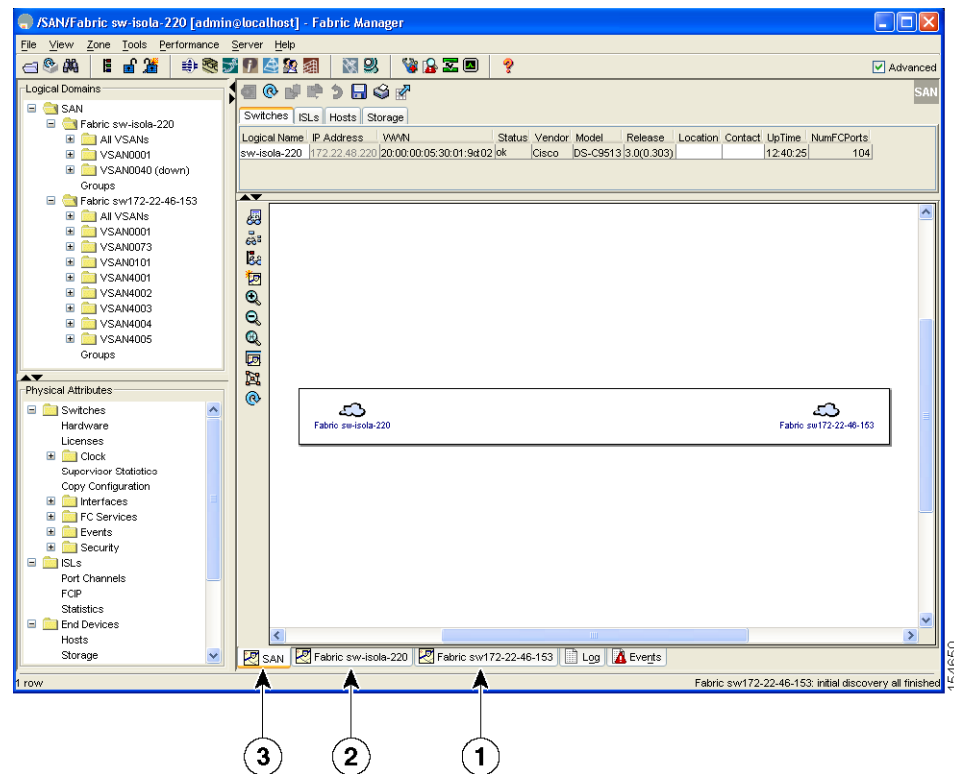 /SAN/Fabric sw-isola-220 [admin@localhost] - Fabric Manager
File View Zone Tools Performance Server Help
Advanced
Logical Domains
SAN
Fabric sw-isola-220
All VSANs
VSAN0001
VSAN0040 (down)
Groups
Fabric sw172-22-46-153
All VSANs
VSAN0001
VSAN0073
VSAN0101
VSAN4001
VSAN4002
VSAN4003
VSAN4004
VSAN4005
Groups
Physical Attributes
Switches
Hardware
Licenses
Clock
Supervisor Statistics
Copy Configuration
Interfaces
FC Services
Events
Security
ISLs
Port Channels
FCIP
Statistics
End Devices
Hosts
Storage
SAN
Switches ISLs Hosts Storage
Logical Name IP Address WWN Status Vendor Model Release Location Contact UpTime NumFCPorts
sw-isola-220 172.22.48.220 20:00:00:05:30:01:9d:02 ok Cisco DS-C9513 3.0(0.303) 12:40:25 104
Fabric sw-isola-220
Fabric sw172-22-46-153
SAN Fabric sw-isola-220 Fabric sw172-22-46-153 Log Events
1 row
Fabric sw172-22-46-153: initial discovery all finished
154650
3 2 1